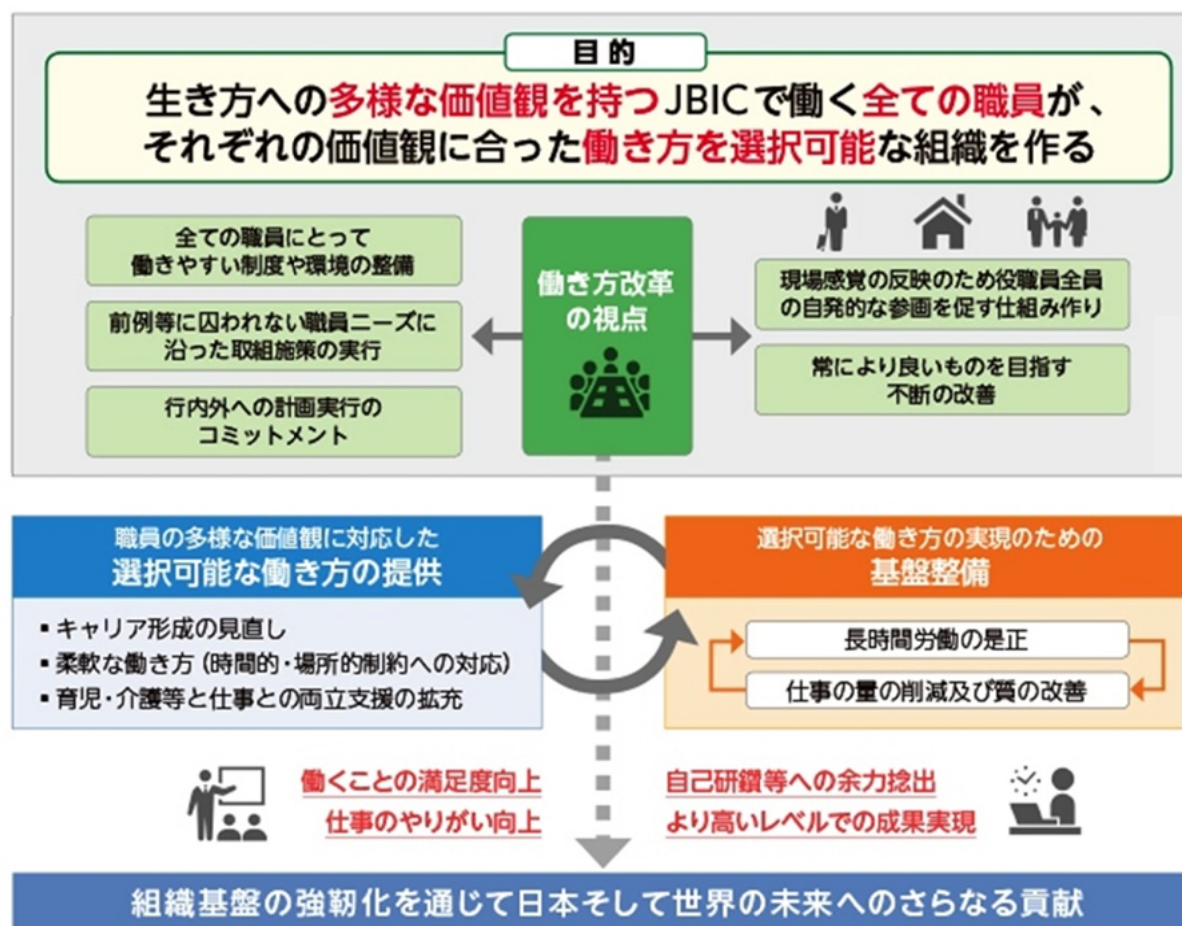 目的
生き方への多様な価値観を持つJBICで働く全ての職員が、
それぞれの価値観に合った働き方を選択可能な組織を作る
全ての職員にとって
働きやすい制度や環境の整備
前例等に囚われない職員ニーズに
沿った取組施策の実行
行内外への計画実行の
コミットメント
働き方改革
の視点
現場感覚の反映のため役職員全員
の自発的な参画を促す仕組み作り
常により良いものを目指す
不断の改善
職員の多様な価値観に対応した
選択可能な働き方の提供
▪キャリア形成の見直し
▪柔軟な働き方(時間的・場所的制約への対応)
▪育児・介護等と仕事との両立支援の拡充
選択可能な働き方の実現のための
基盤整備
長時間労働の是正
仕事の量の削減及び質の改善
働くことの満足度向上
仕事のやりがい向上
自己研鑽等への余力捻出
より高いレベルでの成果実現
組織基盤の強靭化を通じて日本そして世界の未来へのさらなる貢献